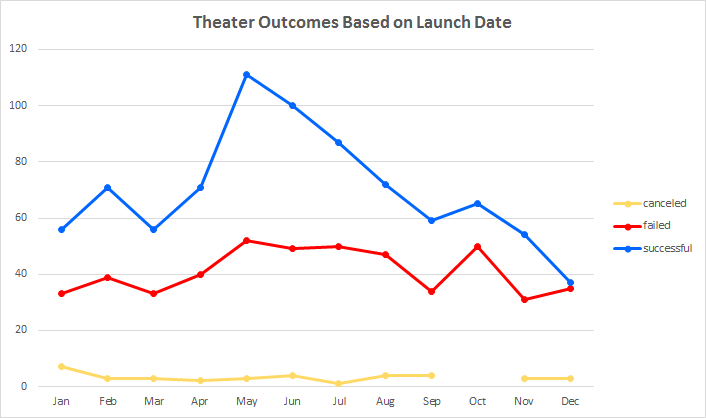 Theater Outcomes Based on Launch Date
120
100
80
60
40
20
0
Jan Feb Mar Apr May Jun Jul Aug Sep Oct Nov Dec
canceled
failed
successful